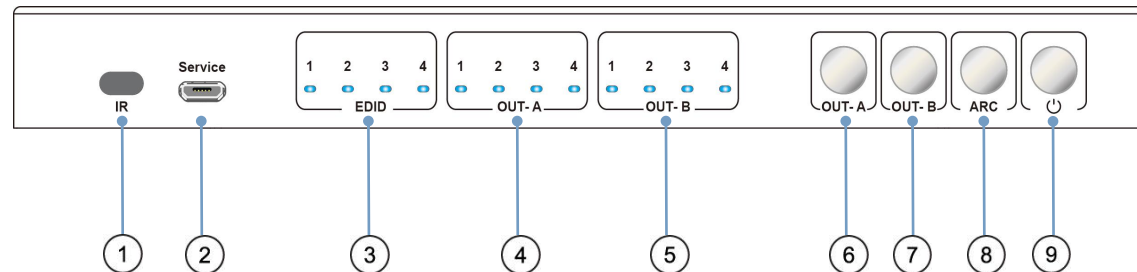 Service
IR
1 2 3 4
EDID
1 2 3 4
OUT- A
1 2 3 4
OUT- B
OUT- A
OUT- B
ARC
1
2
3
4
5
6
7
8
9